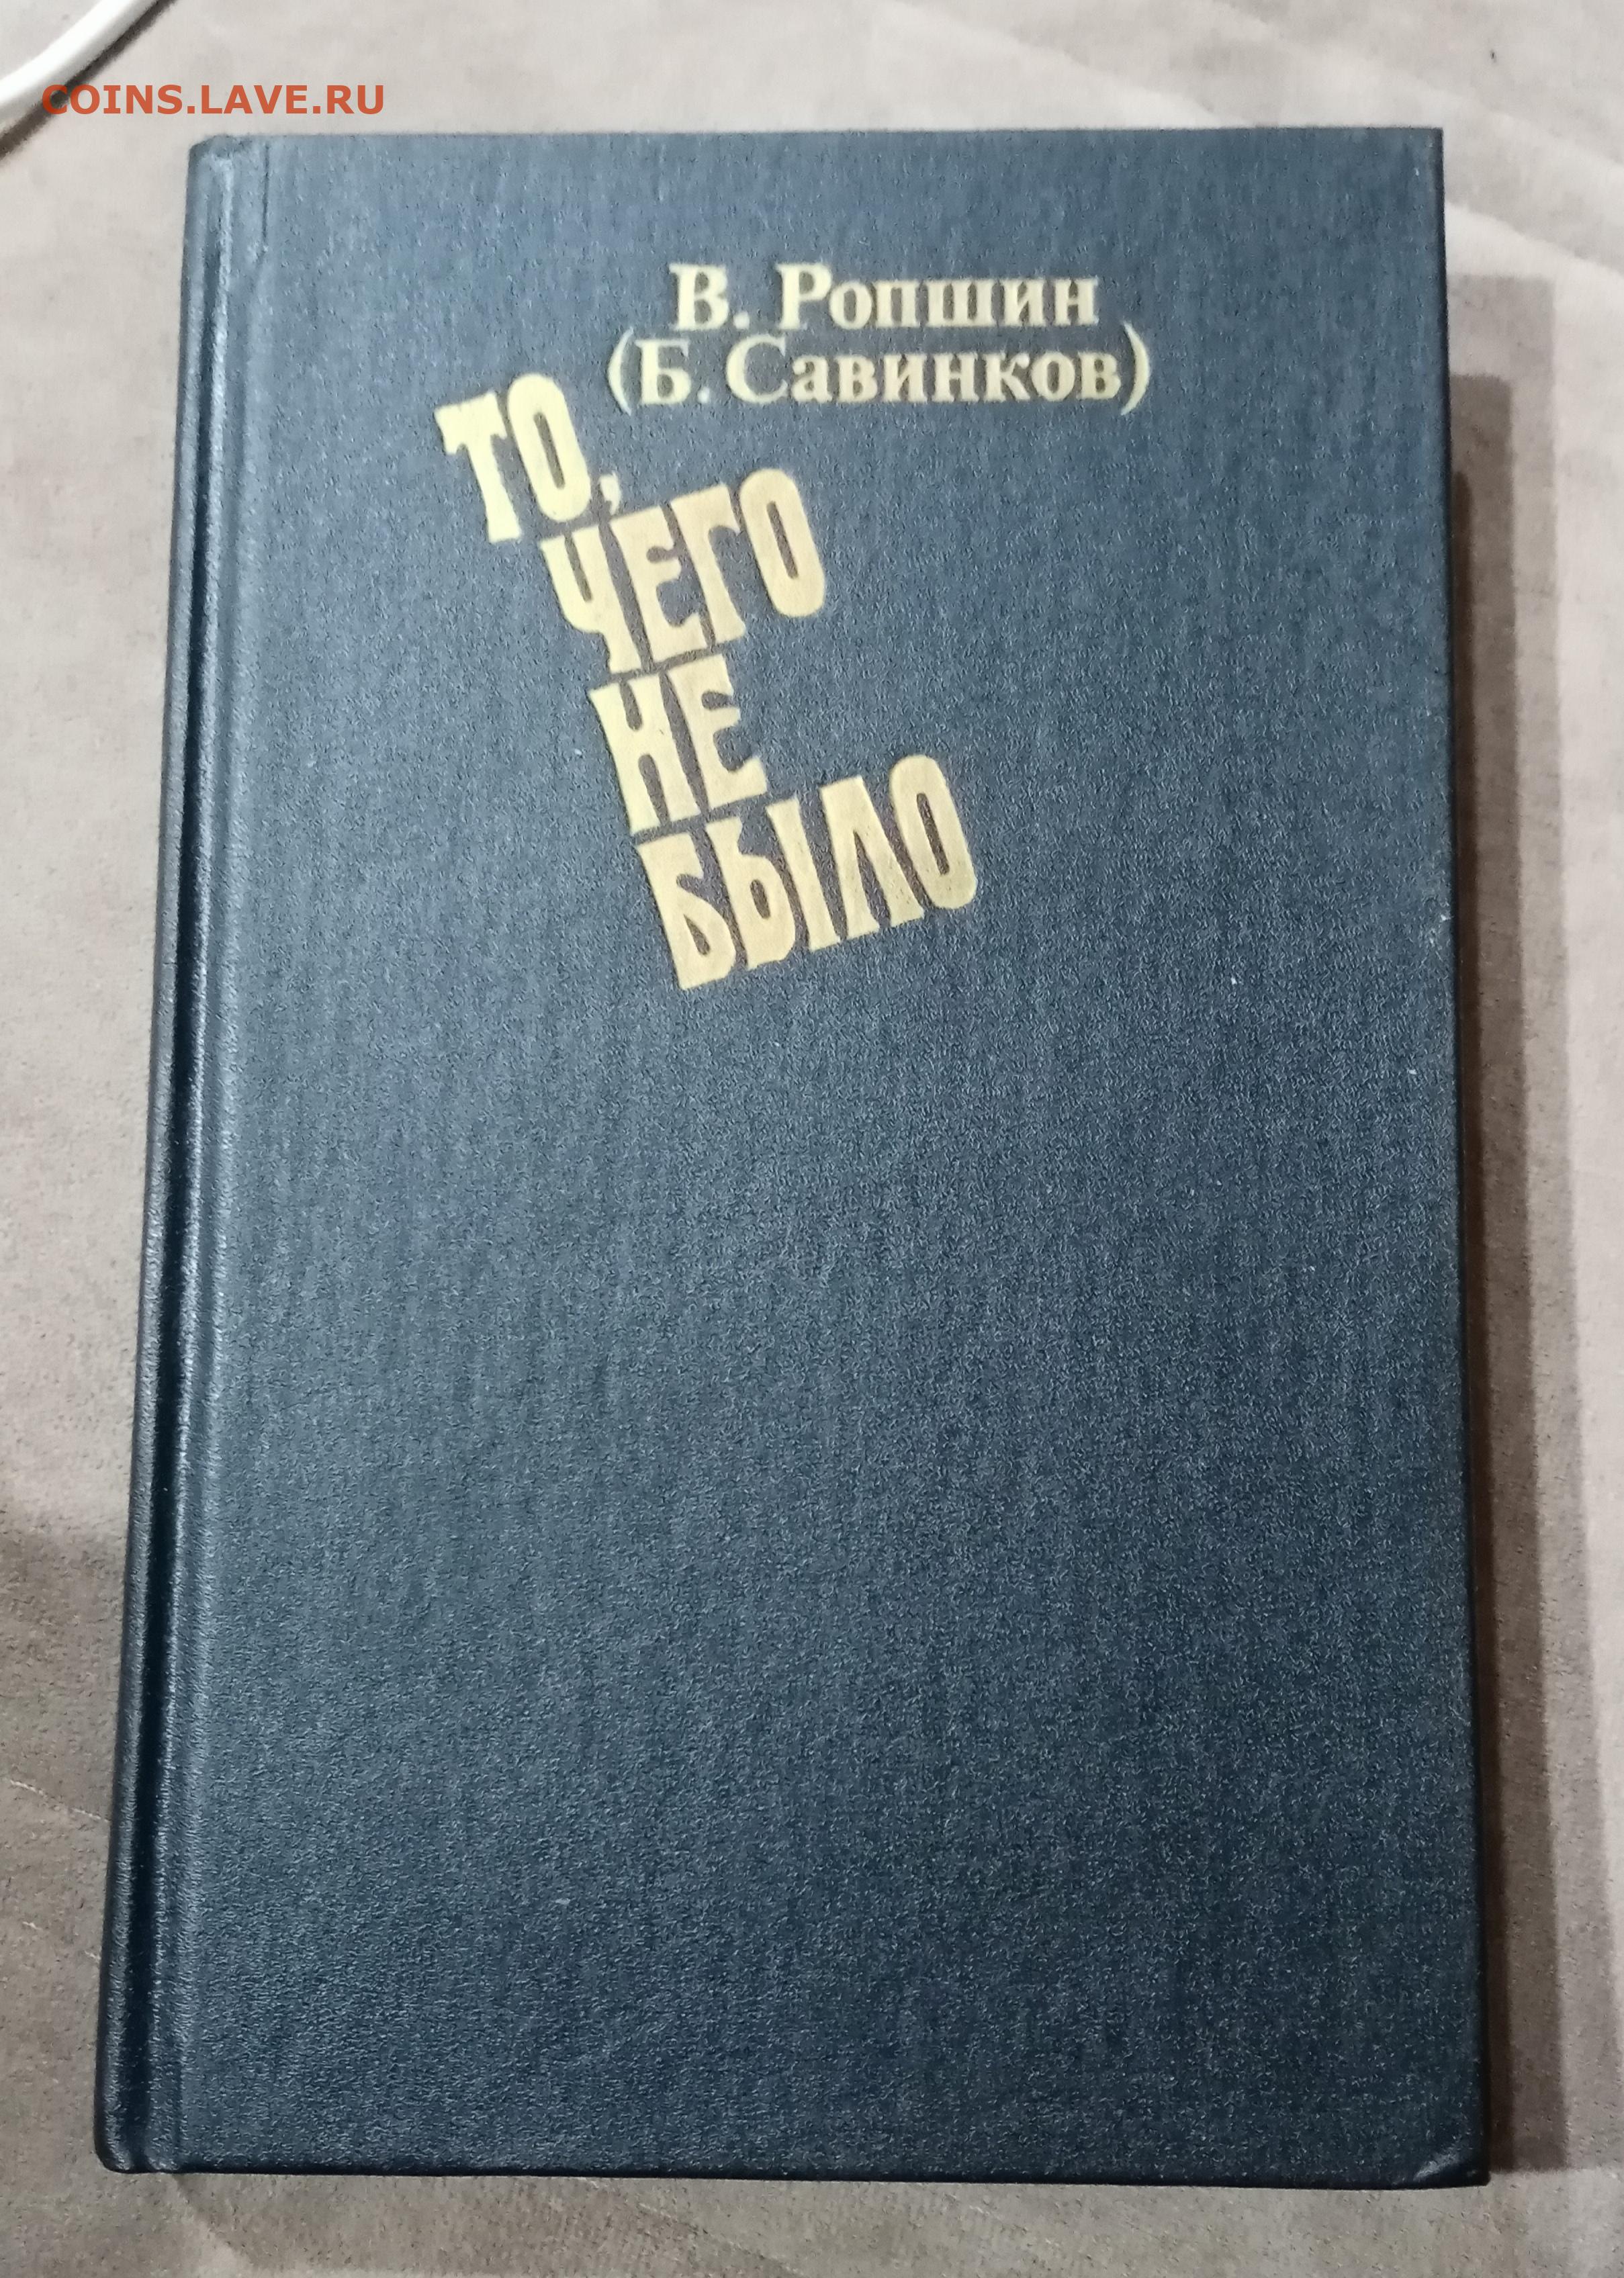 COINS.LAVE.RU
В. Ропшин
(Б. Савинков)
ТО,
ЧЕГО
НЕ
БЫЛО